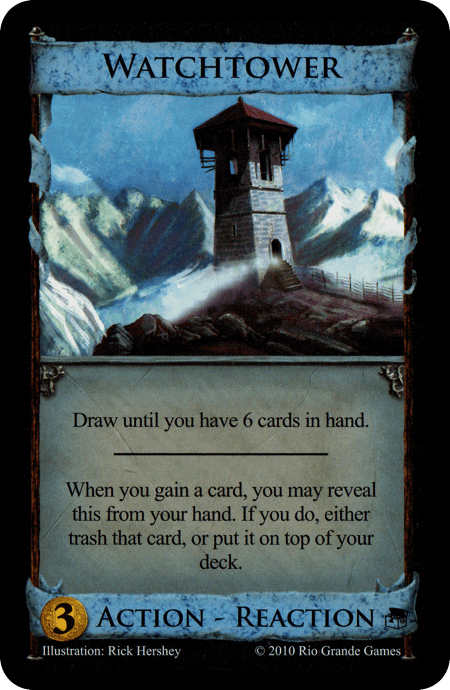 Watchtower
Draw until you have 6 cards in hand.
When you gain a card, you may reveal
this from your hand. If you do, either
trash that card, or put it on top of your
deck.
3 Action - Reaction
Illustration: Rick Hershey © 2010 Rio Grande Games